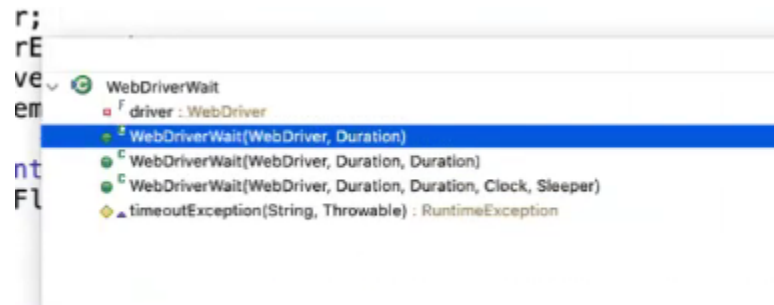 r;
rE
ve
WebDriverWait
em
F driver : WebDriver
C WebDriverWait(WebDriver, Duration)
nt
C WebDriverWait(WebDriver, Duration, Duration)
Fl
C WebDriverWait(WebDriver, Duration, Duration, Clock, Sleeper)
timeoutException(String, Throwable) : RuntimeException